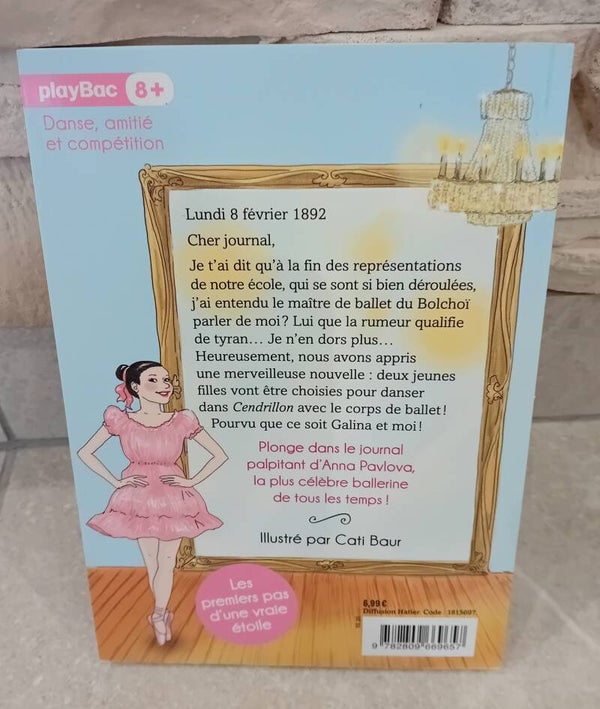 playBac 8+
Danse, amitié
et compétition
Lundi 8 février 1892
Cher journal,
Je t'ai dit qu'à la fin des représentations
de notre école, qui se sont si bien déroulées,
j'ai entendu le maître de ballet du Bolchoï
parler de moi ? Lui que la rumeur qualifie
de tyran… Je n'en dors plus…
Heureusement, nous avons appris
une merveilleuse nouvelle : deux jeunes
filles vont être choisies pour danser
dans Cendrillon avec le corps de ballet !
Pourvu que ce soit Galina et moi !
Plonge dans le journal
palpitant d'Anna Pavlova,
la plus célèbre ballerine
de tous les temps !
Illustré par Cati Baur
Les
premiers pas
d'une vraie
étoile
6,99 €
Diffusion Hatier. Code : 1815697.
9 782809 669657